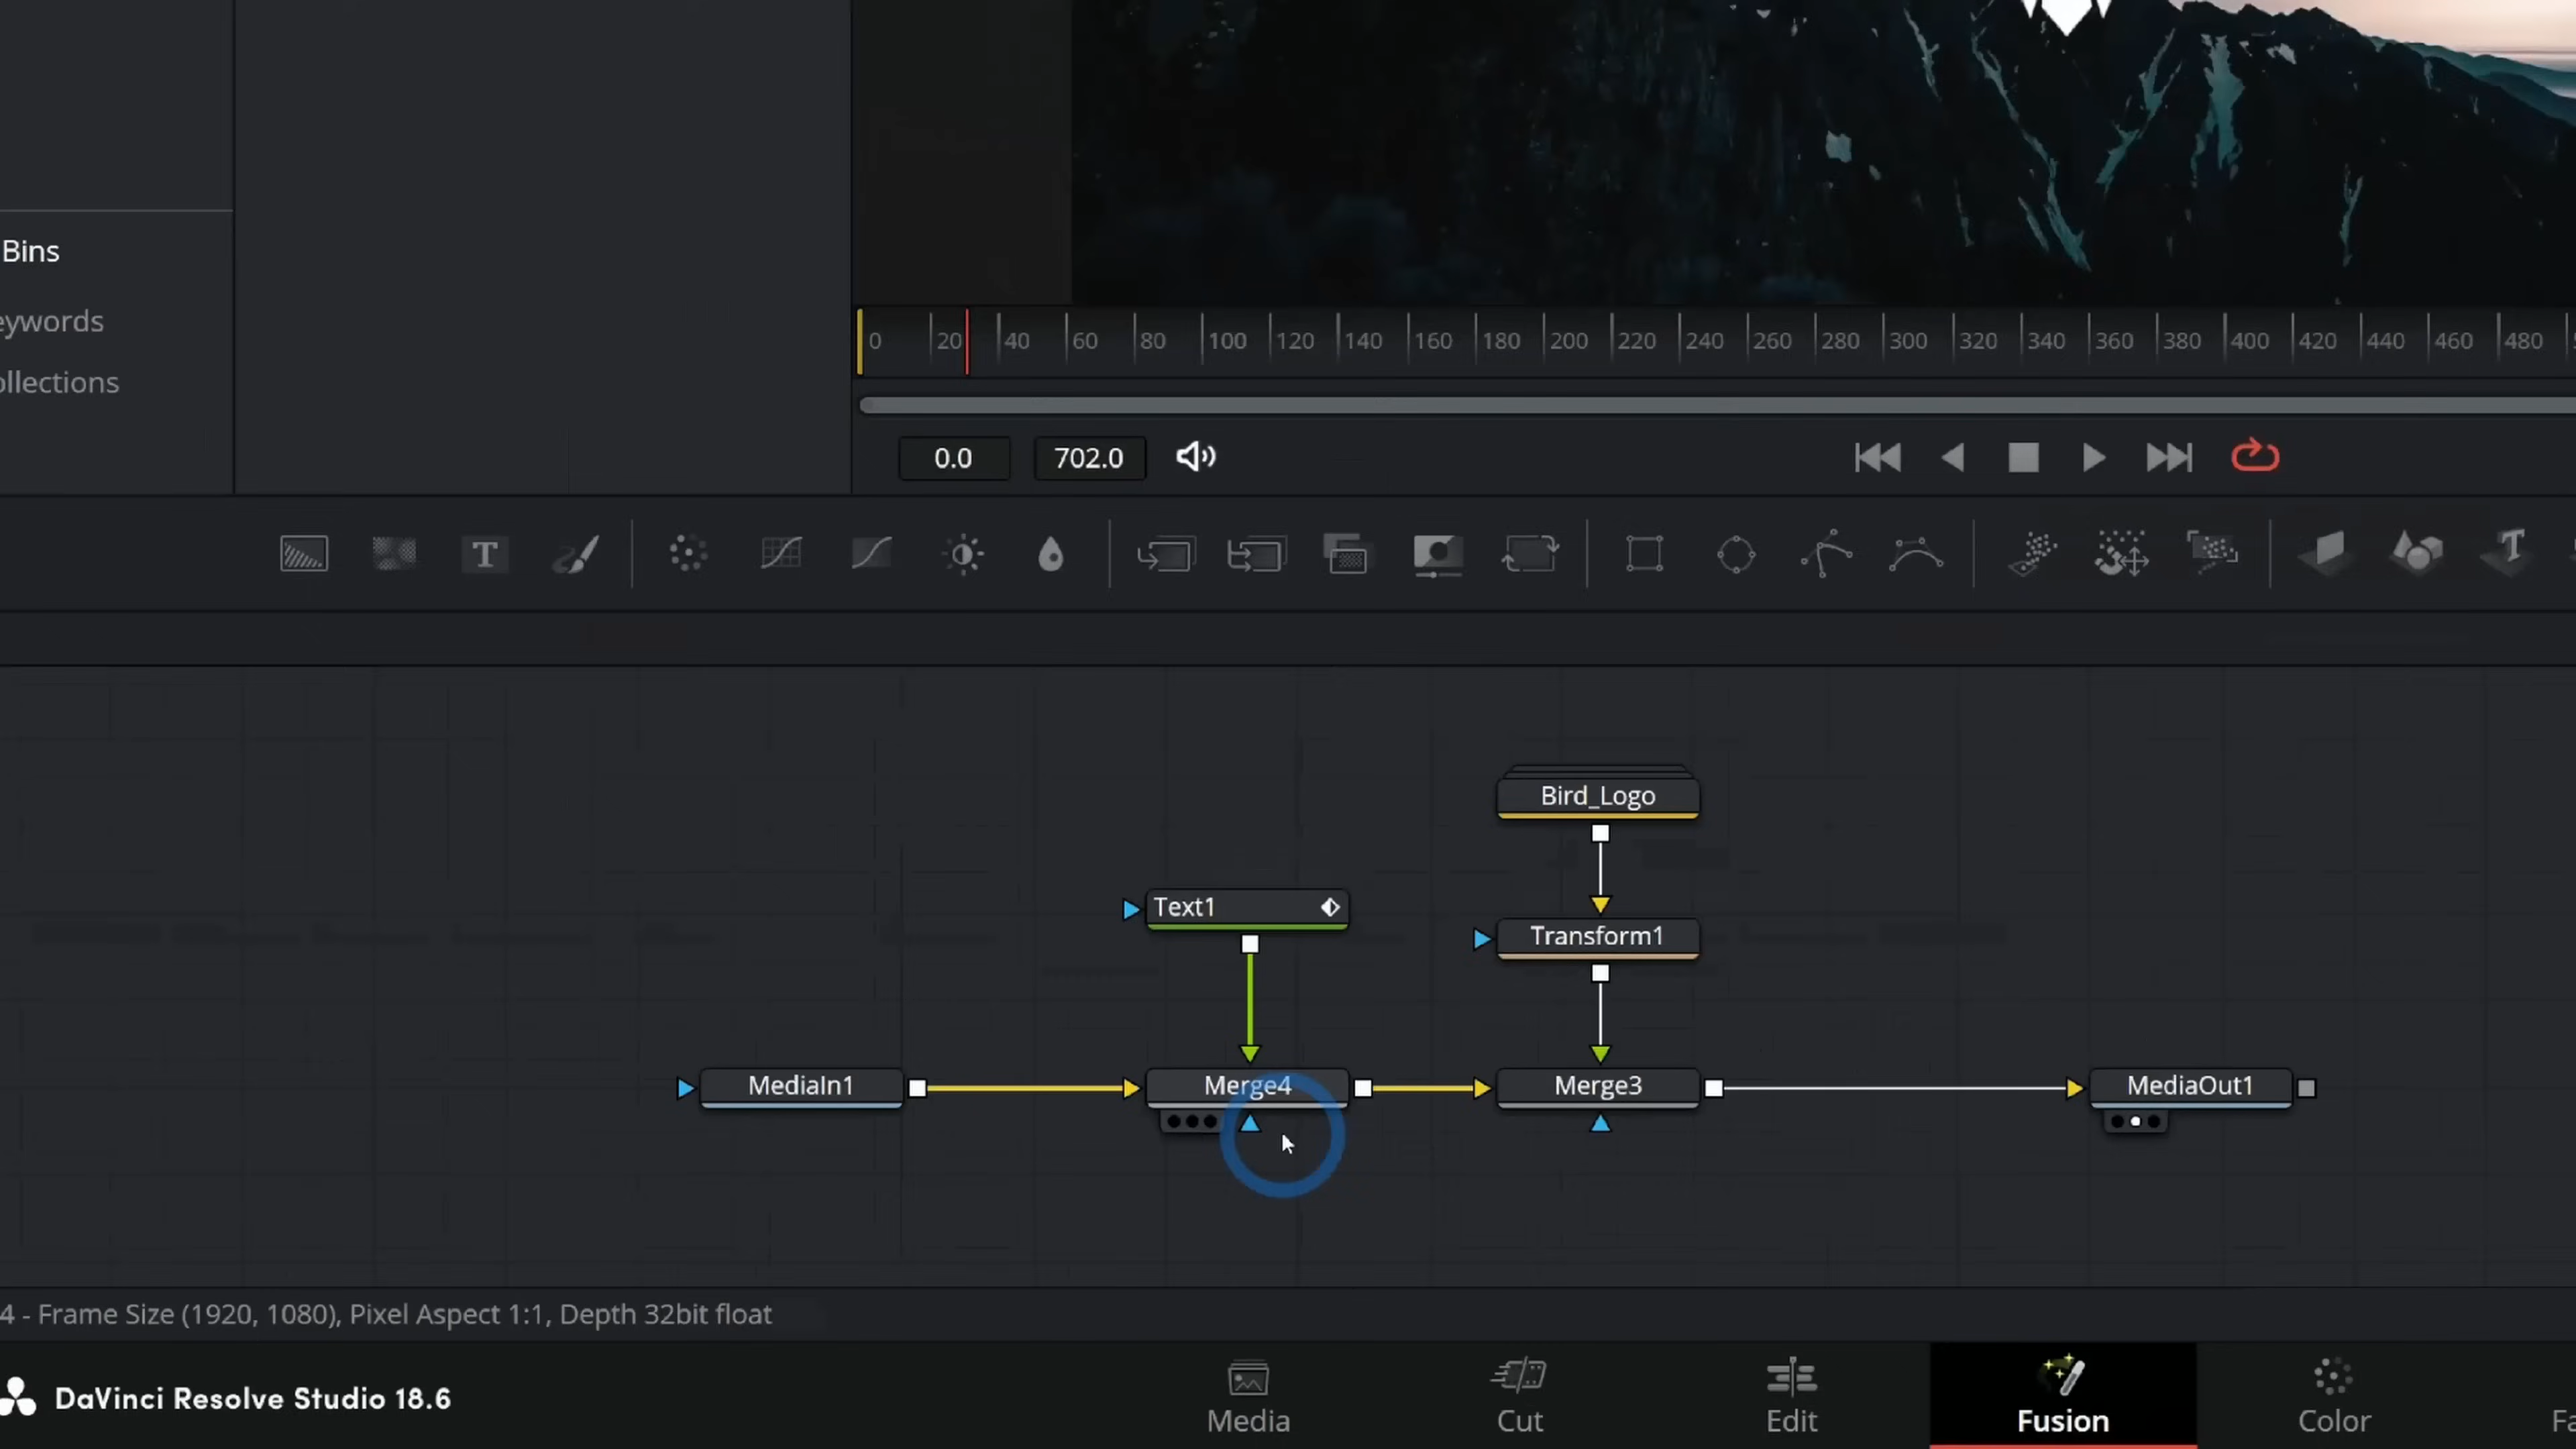 Bins
eywords
ollections
0 20 40 60 80 100 120 140 160 180 200 220 240 260 280 300 320 340 360 380 400 420 440 460 480
0.0 702.0
T
T
Bird_Logo
Text1
Transform1
MediaIn1 Merge4 Merge3 MediaOut1
4 - Frame Size (1920, 1080), Pixel Aspect 1:1, Depth 32bit float
DaVinci Resolve Studio 18.6
Media Cut Edit Fusion Color Fa